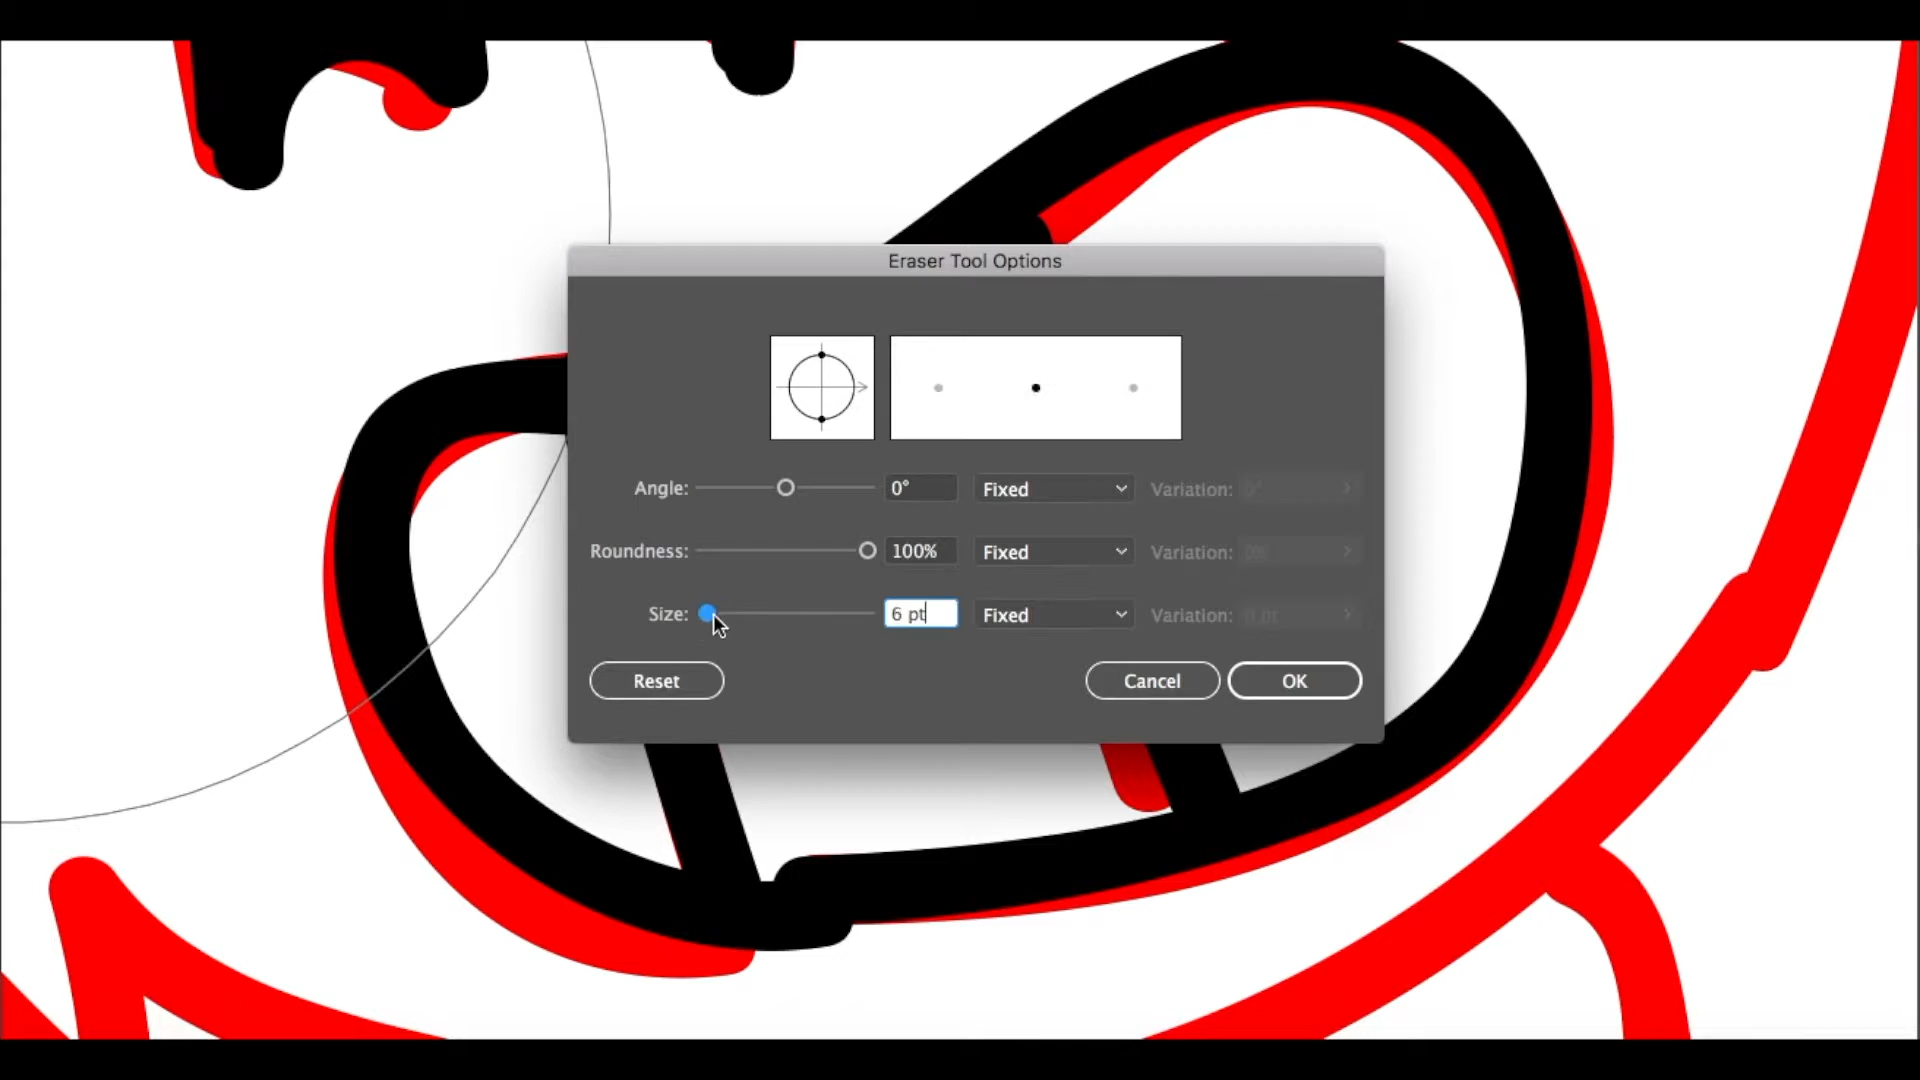 Eraser Tool Options
Angle: 0° Fixed Variation:
Roundness: 100% Fixed Variation:
Size: 6 pt Fixed Variation:
Reset Cancel OK